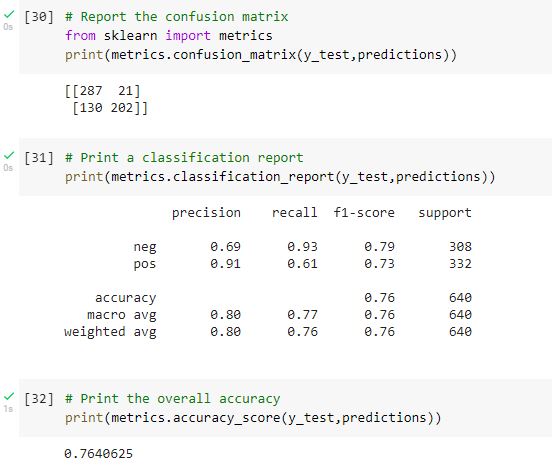 [30] # Report the confusion matrix
0s
from sklearn import metrics
print(metrics.confusion_matrix(y_test,predictions))
[[287  21]
 [130 202]]
[31] # Print a classification report
0s
print(metrics.classification_report(y_test,predictions))
precision    recall  f1-score   support
neg       0.69      0.93      0.79       308
pos       0.91      0.61      0.73       332
accuracy                           0.76       640
macro avg       0.80      0.77      0.76       640
weighted avg       0.80      0.76      0.76       640
[32] # Print the overall accuracy
1s
print(metrics.accuracy_score(y_test,predictions))
0.7640625